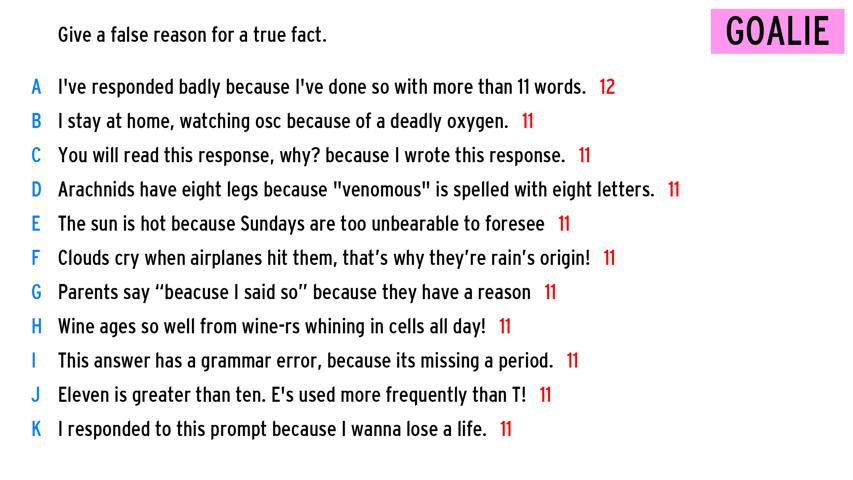 Give a false reason for a true fact.
GOALIE
A I've responded badly because I've done so with more than 11 words. 12
B I stay at home, watching osc because of a deadly oxygen. 11
C You will read this response, why? because I wrote this response. 11
D Arachnids have eight legs because "venomous" is spelled with eight letters. 11
E The sun is hot because Sundays are too unbearable to foresee 11
F Clouds cry when airplanes hit them, that’s why they’re rain’s origin! 11
G Parents say “beacuse I said so” because they have a reason 11
H Wine ages so well from wine-rs whining in cells all day! 11
I This answer has a grammar error, because its missing a period. 11
J Eleven is greater than ten. E's used more frequently than T! 11
K I responded to this prompt because I wanna lose a life. 11